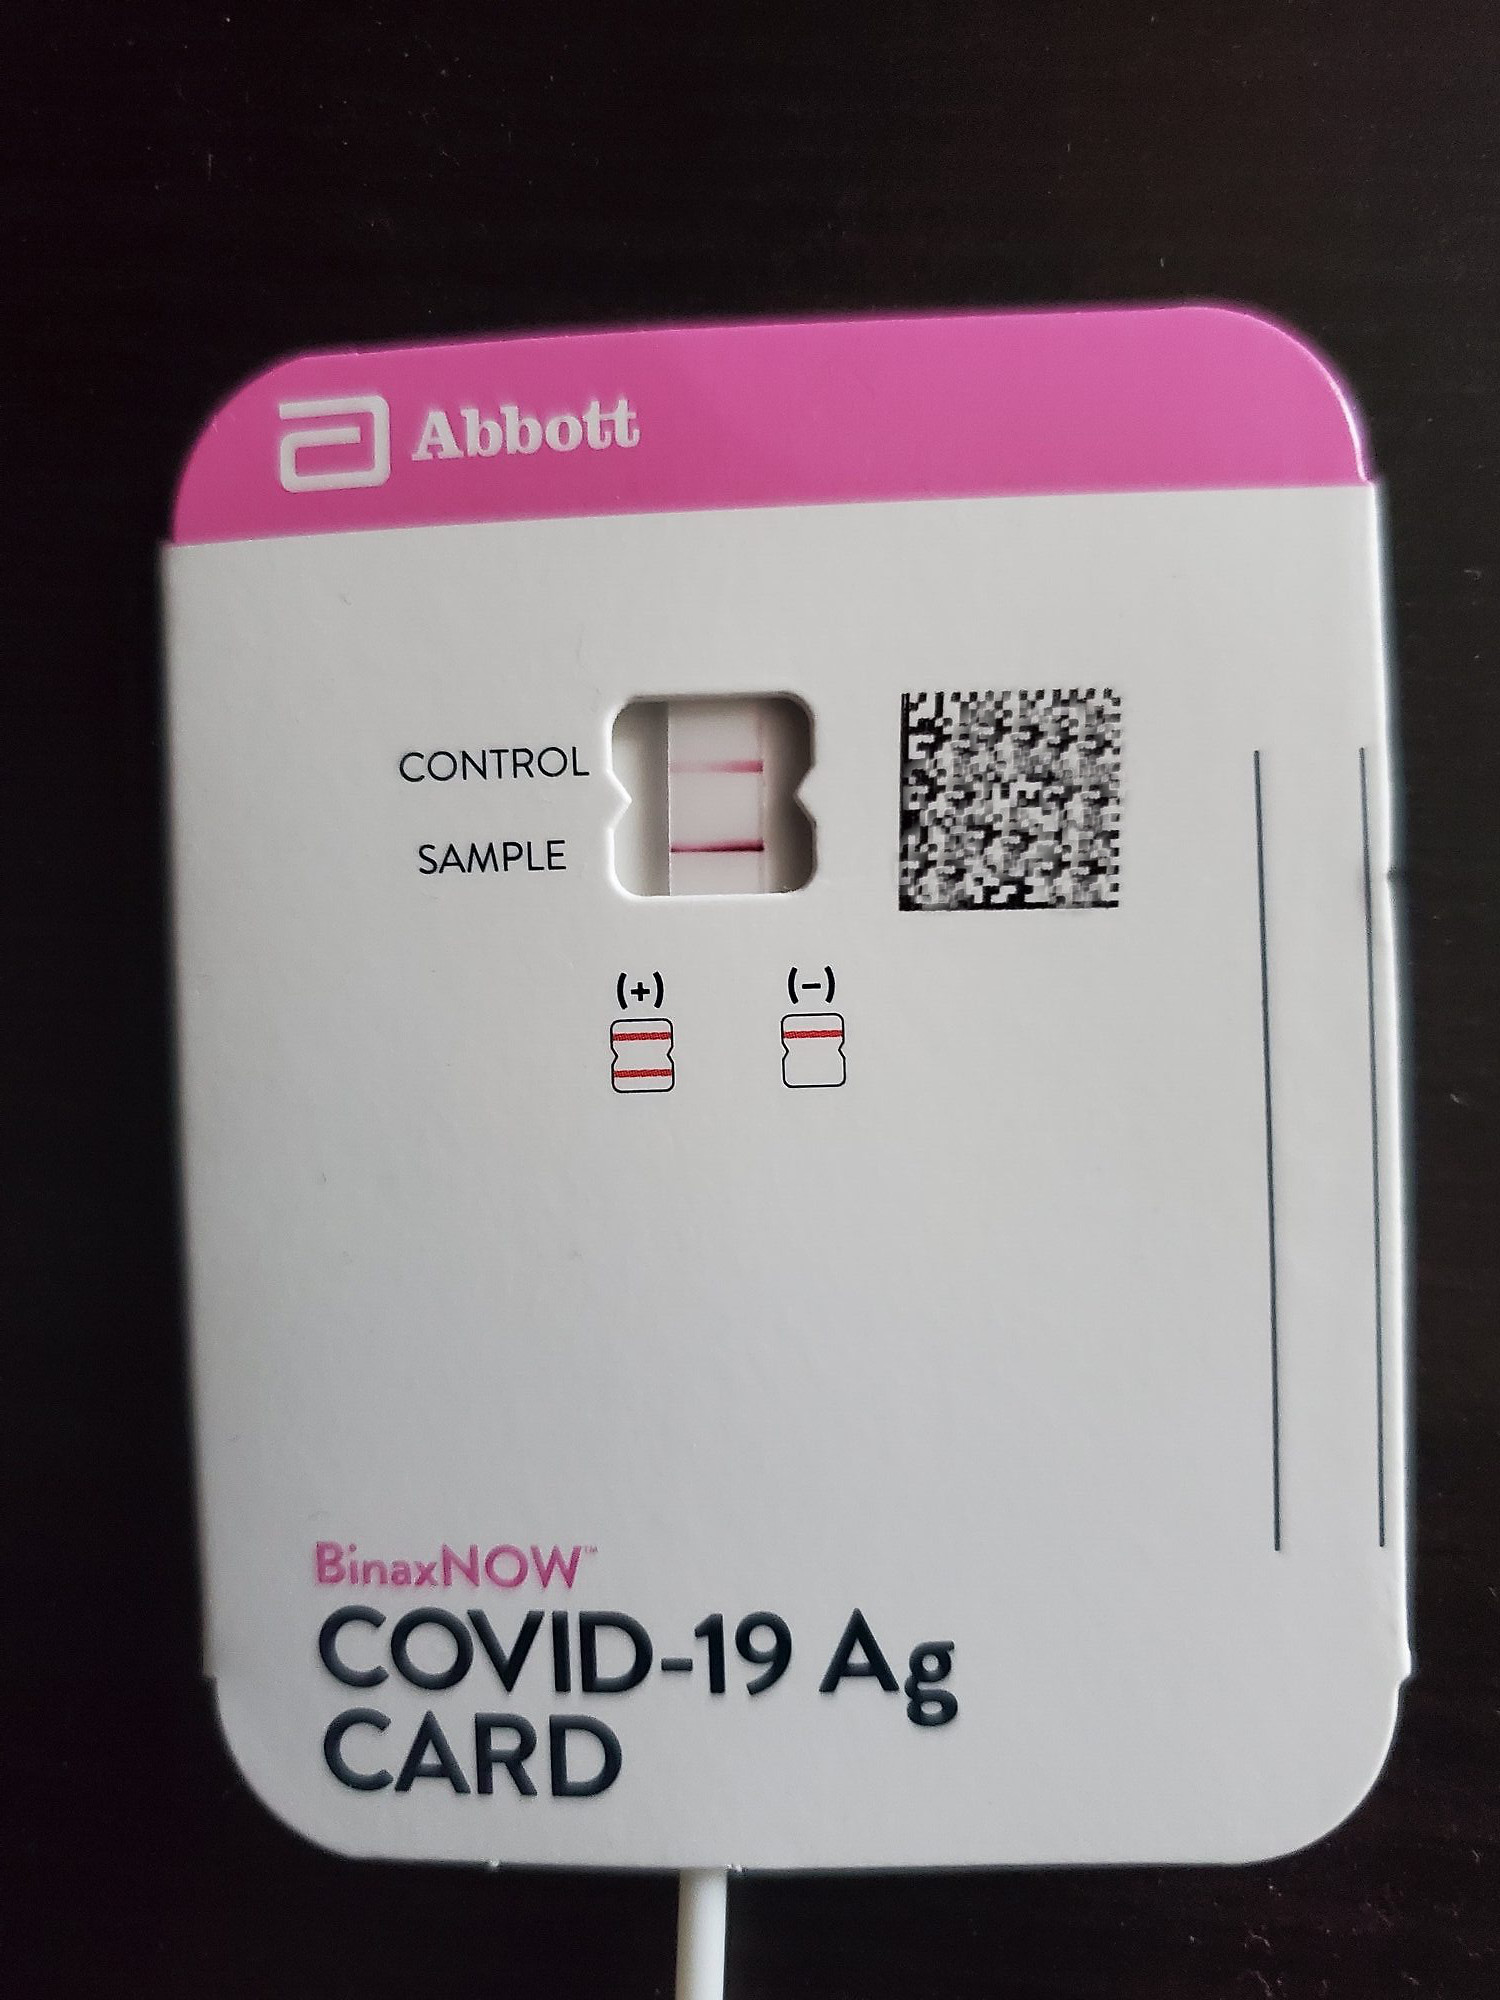 Abbott
CONTROL
SAMPLE
(+) (-)
BinaxNOW™
COVID-19 Ag
CARD